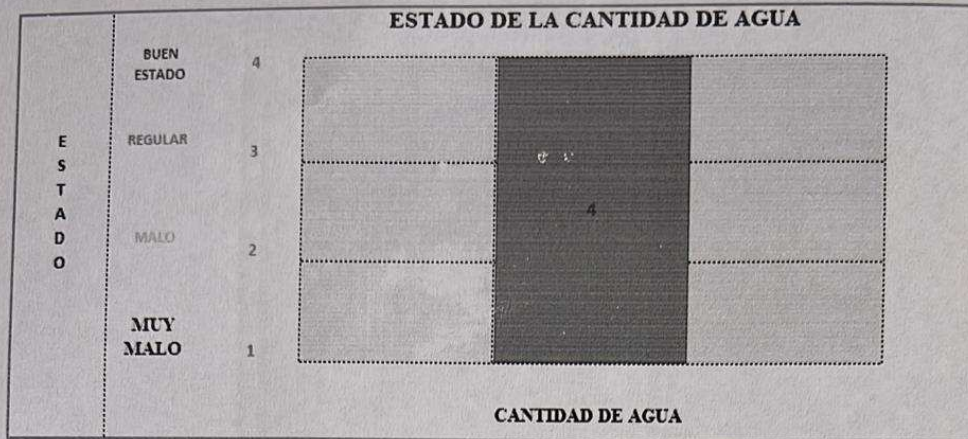 ESTADO DE LA CANTIDAD DE AGUA
BUEN
ESTADO
4
REGULAR
3
ESTADO
MALO
2
MUY
MALO
1
4
CANTIDAD DE AGUA